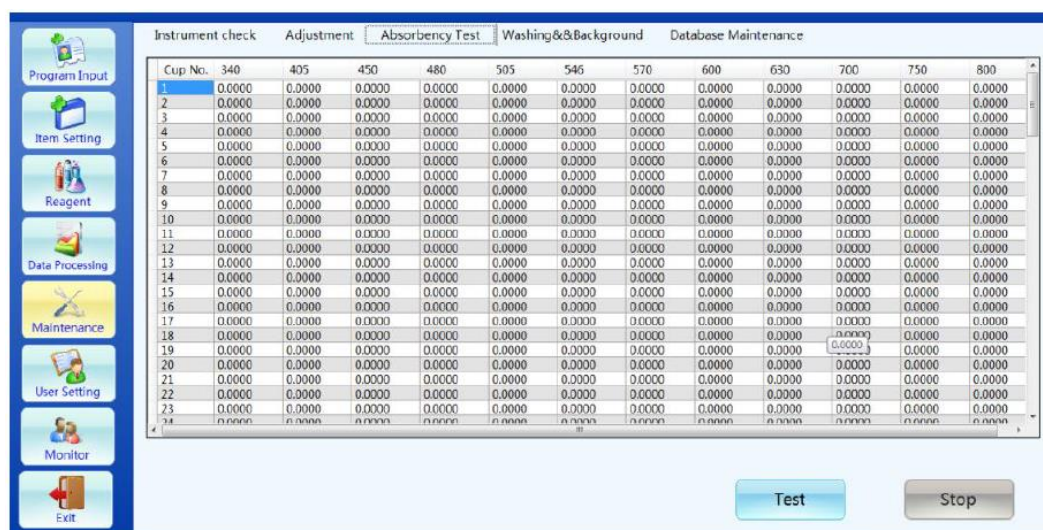 Instrument check Adjustment Absorbency Test Washing&&Background Database Maintenance
Program Input
Item Setting
Reagent
Data Processing
Maintenance
User Setting
Monitor
Exit
Cup No. 340 405 450 480 505 546 570 600 630 700 750 800
1 0.0000 0.0000 0.0000 0.0000 0.0000 0.0000 0.0000 0.0000 0.0000 0.0000 0.0000 0.0000
2 0.0000 0.0000 0.0000 0.0000 0.0000 0.0000 0.0000 0.0000 0.0000 0.0000 0.0000 0.0000
3 0.0000 0.0000 0.0000 0.0000 0.0000 0.0000 0.0000 0.0000 0.0000 0.0000 0.0000 0.0000
4 0.0000 0.0000 0.0000 0.0000 0.0000 0.0000 0.0000 0.0000 0.0000 0.0000 0.0000 0.0000
5 0.0000 0.0000 0.0000 0.0000 0.0000 0.0000 0.0000 0.0000 0.0000 0.0000 0.0000 0.0000
6 0.0000 0.0000 0.0000 0.0000 0.0000 0.0000 0.0000 0.0000 0.0000 0.0000 0.0000 0.0000
7 0.0000 0.0000 0.0000 0.0000 0.0000 0.0000 0.0000 0.0000 0.0000 0.0000 0.0000 0.0000
8 0.0000 0.0000 0.0000 0.0000 0.0000 0.0000 0.0000 0.0000 0.0000 0.0000 0.0000 0.0000
9 0.0000 0.0000 0.0000 0.0000 0.0000 0.0000 0.0000 0.0000 0.0000 0.0000 0.0000 0.0000
10 0.0000 0.0000 0.0000 0.0000 0.0000 0.0000 0.0000 0.0000 0.0000 0.0000 0.0000 0.0000
11 0.0000 0.0000 0.0000 0.0000 0.0000 0.0000 0.0000 0.0000 0.0000 0.0000 0.0000 0.0000
12 0.0000 0.0000 0.0000 0.0000 0.0000 0.0000 0.0000 0.0000 0.0000 0.0000 0.0000 0.0000
13 0.0000 0.0000 0.0000 0.0000 0.0000 0.0000 0.0000 0.0000 0.0000 0.0000 0.0000 0.0000
14 0.0000 0.0000 0.0000 0.0000 0.0000 0.0000 0.0000 0.0000 0.0000 0.0000 0.0000 0.0000
15 0.0000 0.0000 0.0000 0.0000 0.0000 0.0000 0.0000 0.0000 0.0000 0.0000 0.0000 0.0000
16 0.0000 0.0000 0.0000 0.0000 0.0000 0.0000 0.0000 0.0000 0.0000 0.0000 0.0000 0.0000
17 0.0000 0.0000 0.0000 0.0000 0.0000 0.0000 0.0000 0.0000 0.0000 0.0000 0.0000 0.0000
18 0.0000 0.0000 0.0000 0.0000 0.0000 0.0000 0.0000 0.0000 0.0000 0.0000 0.0000 0.0000
19 0.0000 0.0000 0.0000 0.0000 0.0000 0.0000 0.0000 0.0000 0.0000 0.0000 0.0000 0.0000
20 0.0000 0.0000 0.0000 0.0000 0.0000 0.0000 0.0000 0.0000 0.0000 0.0000 0.0000 0.0000
21 0.0000 0.0000 0.0000 0.0000 0.0000 0.0000 0.0000 0.0000 0.0000 0.0000 0.0000 0.0000
22 0.0000 0.0000 0.0000 0.0000 0.0000 0.0000 0.0000 0.0000 0.0000 0.0000 0.0000 0.0000
23 0.0000 0.0000 0.0000 0.0000 0.0000 0.0000 0.0000 0.0000 0.0000 0.0000 0.0000 0.0000
Test Stop